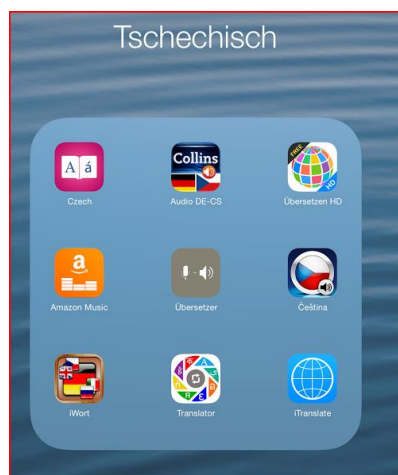 Tschechisch
A á
Collins
FREE
HD
Czech
Audio DE-CS
Übersetzen HD
a
Amazon Music
Übersetzer
Čeština
A
iWort
Translator
iTranslate